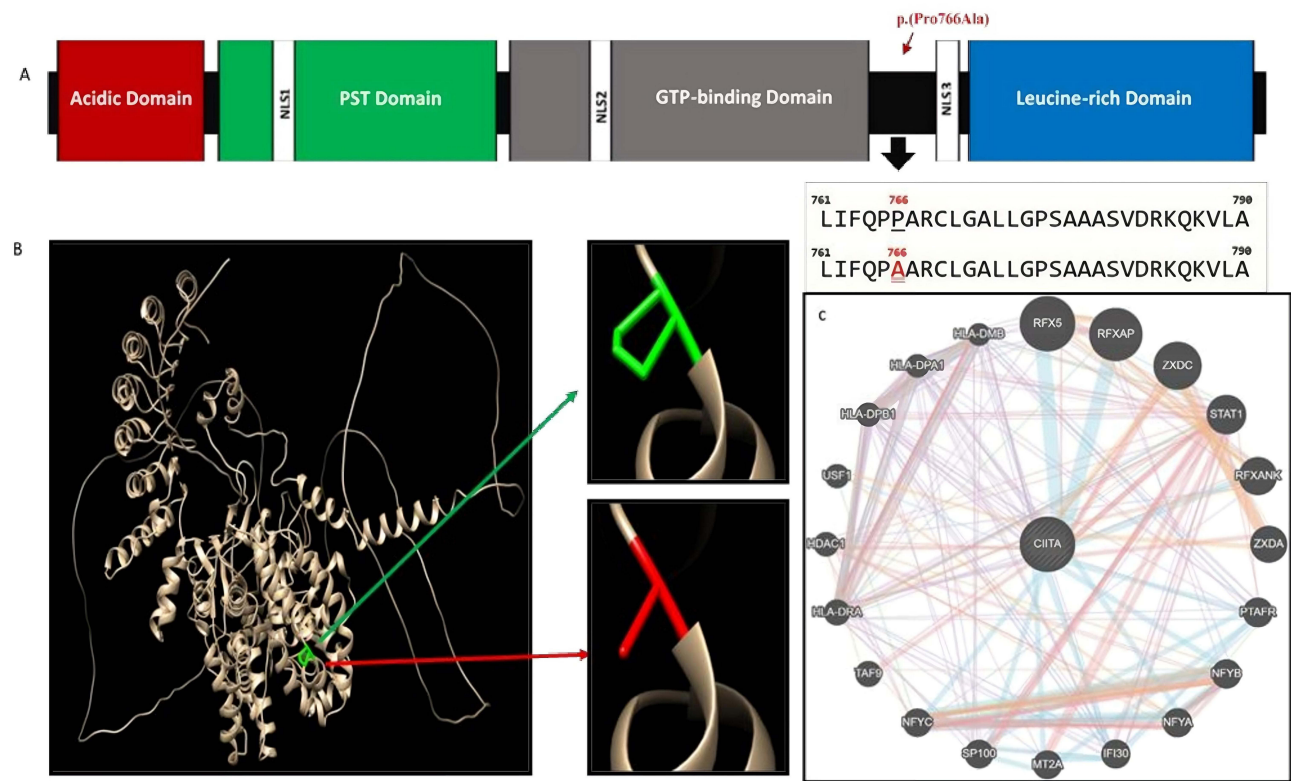 p.(Pro766Ala)
A
Acidic Domain
NLS1
PST Domain
NLS2
GTP-binding Domain
NLS3
Leucine-rich Domain
761 766 790
LIFQPPARCLGALLGPSAAASVDRKQKVLA
761 766 790
LIFQPAARCLGALLGPSAAASVDRKQKVLA
B
C
RFX5
RFXAP
ZXDC
STAT1
RFXANK
ZXDA
PTAFR
NFYB
NFYA
IFI30
MT2A
SP100
NFYC
TAF9
HLA-DRA
HDAC1
USF1
HLA-DPB1
HLA-DPA1
HLA-DMB
CIITA